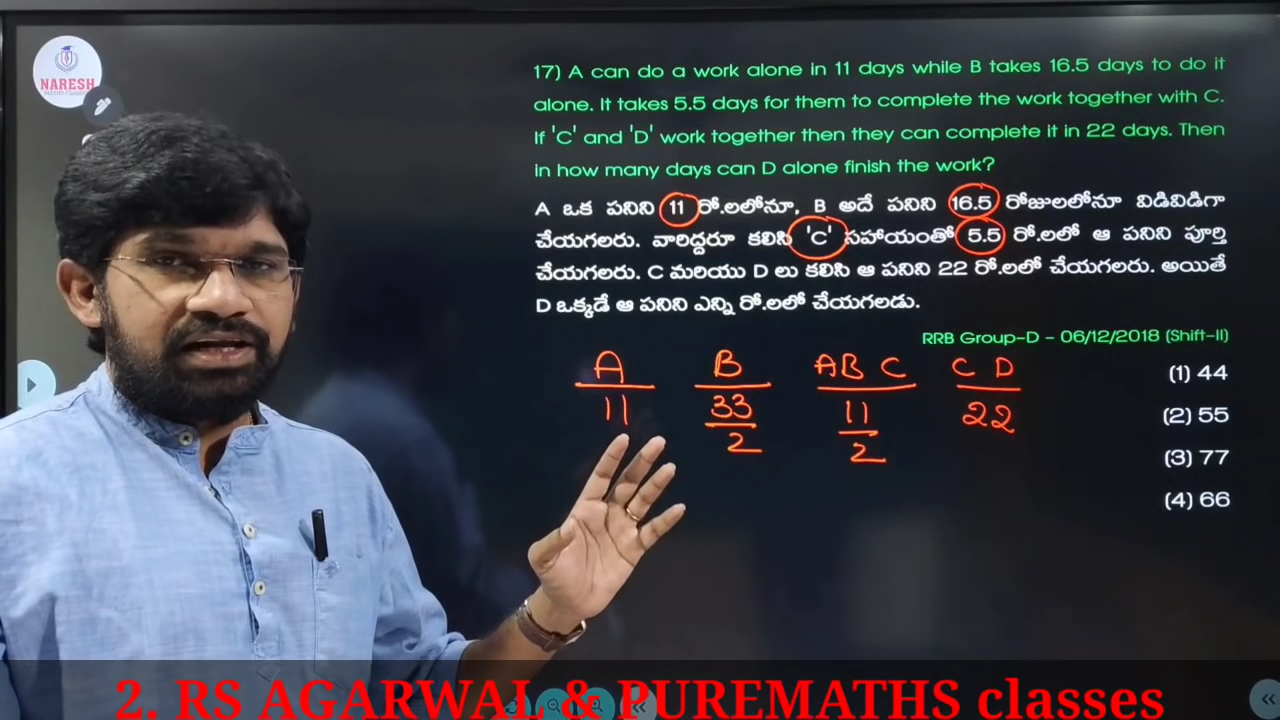 NARESH
MATHS CLASSES
17) A can do a work alone in 11 days while B takes 16.5 days to do it
alone. It takes 5.5 days for them to complete the work together with C.
If 'C' and 'D' work together then they can complete it in 22 days. Then
in how many days can D alone finish the work?
A ఒక పనిని 11 రో.లలోనూ, B అదే పనిని 16.5 రోజులలోనూ విడివిడిగా
చేయగలరు. వారిద్దరూ కలిసి 'C' సహాయంతో 5.5 రో.లలో ఆ పనిని పూర్తి
చేయగలరు. C మరియు D లు కలిసి ఆ పనిని 22 రో.లలో చేయగలరు. అయితే
D ఒక్కడే ఆ పనిని ఎన్ని రో.లలో చేయగలడు.
RRB Group-D - 06/12/2018 (Shift-II)
A B AB C C D
11 33/2 11/2 22
(1) 44
(2) 55
(3) 77
(4) 66
2. RS AGARWAL & PUREMATHS classes